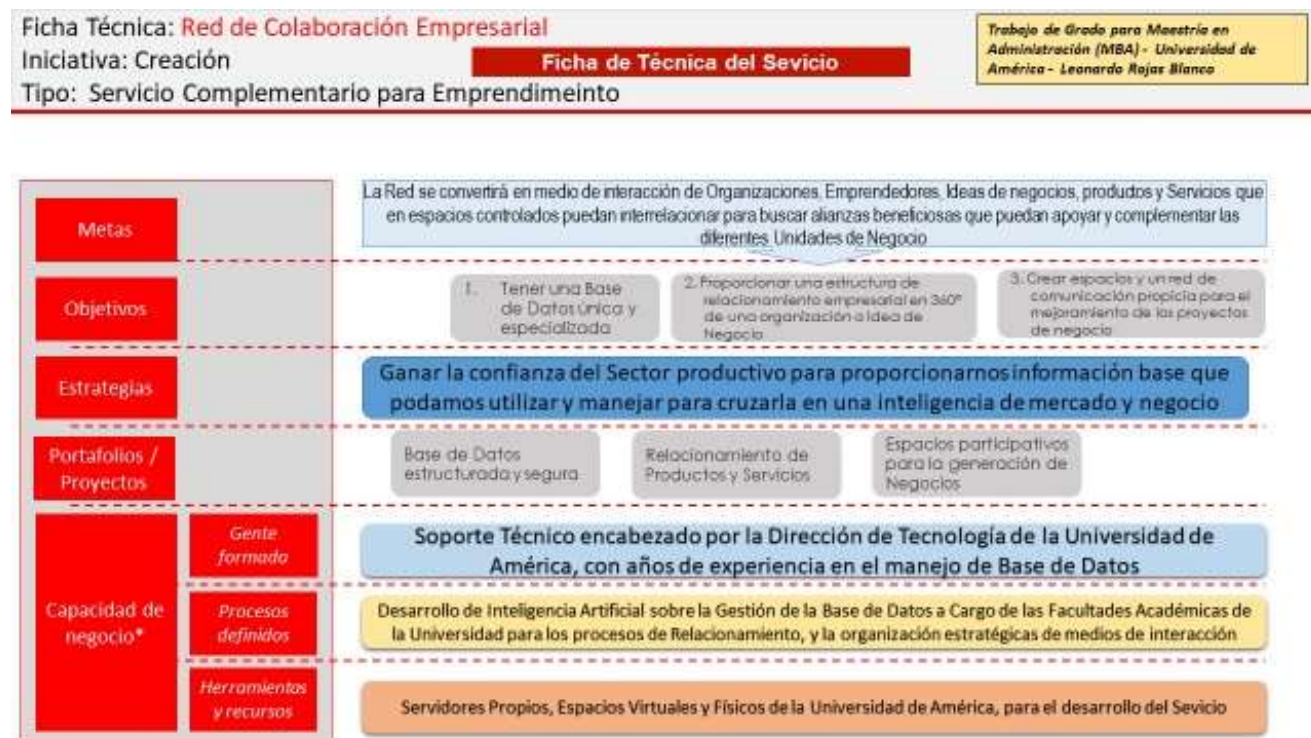 Ficha Técnica: Red de Colaboración Empresarial
Iniciativa: Creación
Tipo: Servicio Complementario para Emprendimeinto
Ficha de Técnica del Sevicio
Trabajo de Grado para Maestría en
Administración (MBA) - Universidad de
América - Leonardo Rojas Blanco
Metas
La Red se convertirá en medio de interacción de Organizaciones, Emprendedores, Ideas de negocios, produdos y Servicios que
en espacios controlados puedan interrelacionar para buscar alianzas beneficiosas que puedan apoyar y complementar las
diferentes Unidades de Negocio
Objetivos
1. Tener una Base
de Datos única y
especializada
2. Proporcionar una estructura de
relacionamiento empresarial en 360°
de una organización o Idea de
Negocio
3. Crear espacios y un red de
comunicación propicia para el
mejoramiento de los proyectos
de negocio
Estrategias
Ganar la confianza del Sector productivo para proporcionarnos información base que
podamos utilizar y manejar para cruzarla en una inteligencia de mercado y negocio
Portafolios /
Proyectos
Base de Datos
estructurada y segura
Relacionamiento de
Productos y Servicios
Espacios participativos
para la generación de
Negocios
Capacidad de
negocio*
Gente
formada
Soporte Técnico encabezado por la Dirección de Tecnología de la Universidad de
América, con años de experiencia en el manejo de Base de Datos
Procesos
definidos
Desarrollo de Inteligencia Artificial sobre la Gestión de la Base de Datos a Cargo de las Facultades Académicas de
la Universidad para los procesos de Relacionamiento, y la organización estratégicas de medios de interacción
Herramientas
y recursos
Servidores Propios, Espacios Virtuales y Físicos de la Universidad de América, para el desarrollo del Sevicio